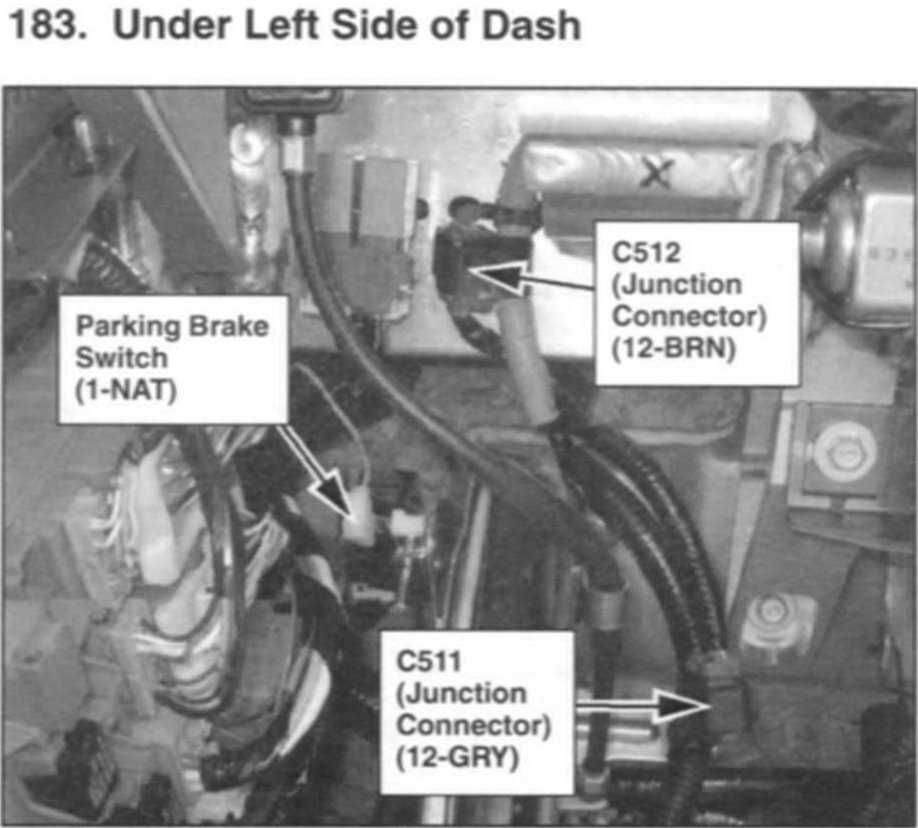 183. Under Left Side of Dash
C512
(Junction
Connector)
(12-BRN)
Parking Brake
Switch
(1-NAT)
X
C511
(Junction
Connector)
(12-GRY)